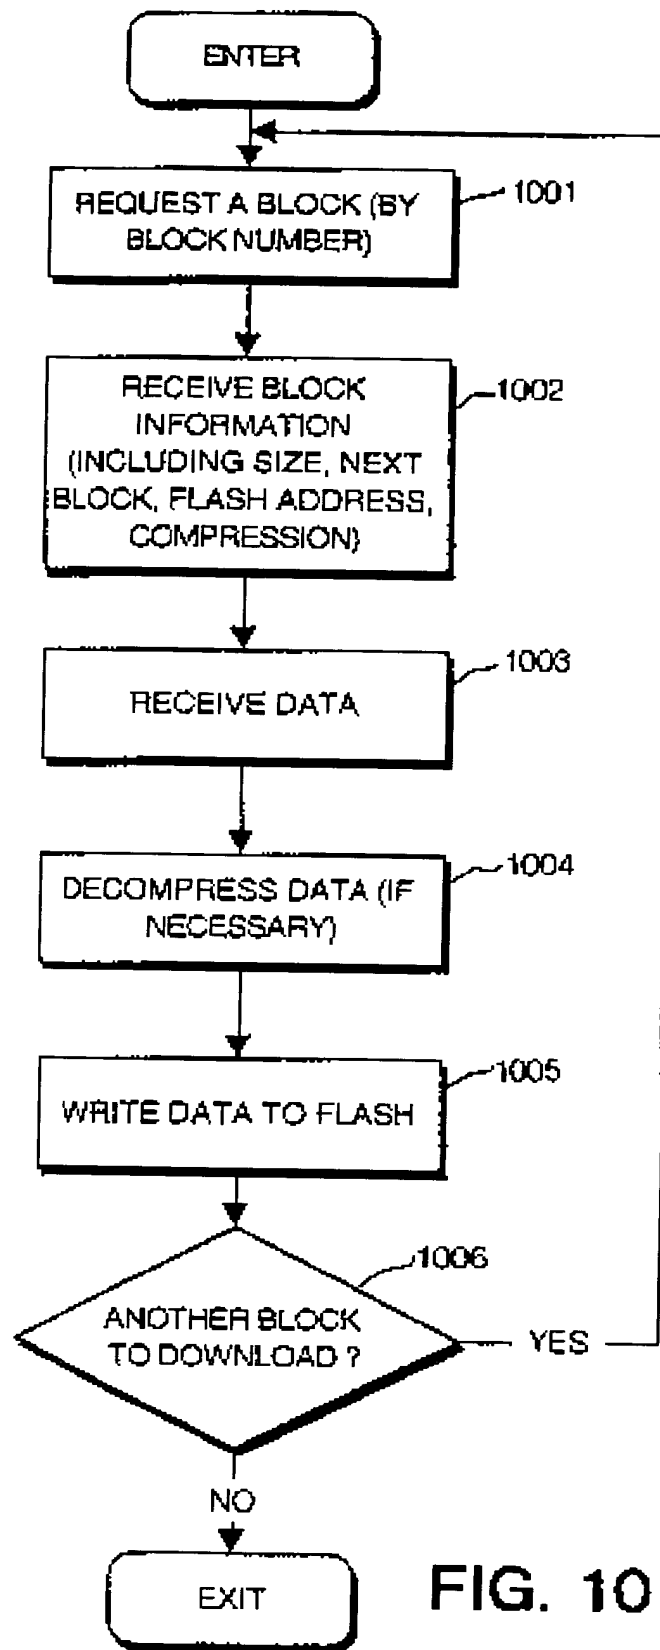 ENTER
REQUEST A BLOCK (BY
BLOCK NUMBER)
1001
RECEIVE BLOCK
INFORMATION
(INCLUDING SIZE, NEXT
BLOCK, FLASH ADDRESS,
COMPRESSION)
1002
RECEIVE DATA
1003
DECOMPRESS DATA (IF
NECESSARY)
1004
WRITE DATA TO FLASH
1005
ANOTHER BLOCK
TO DOWNLOAD ?
1006
YES
NO
EXIT
FIG. 10